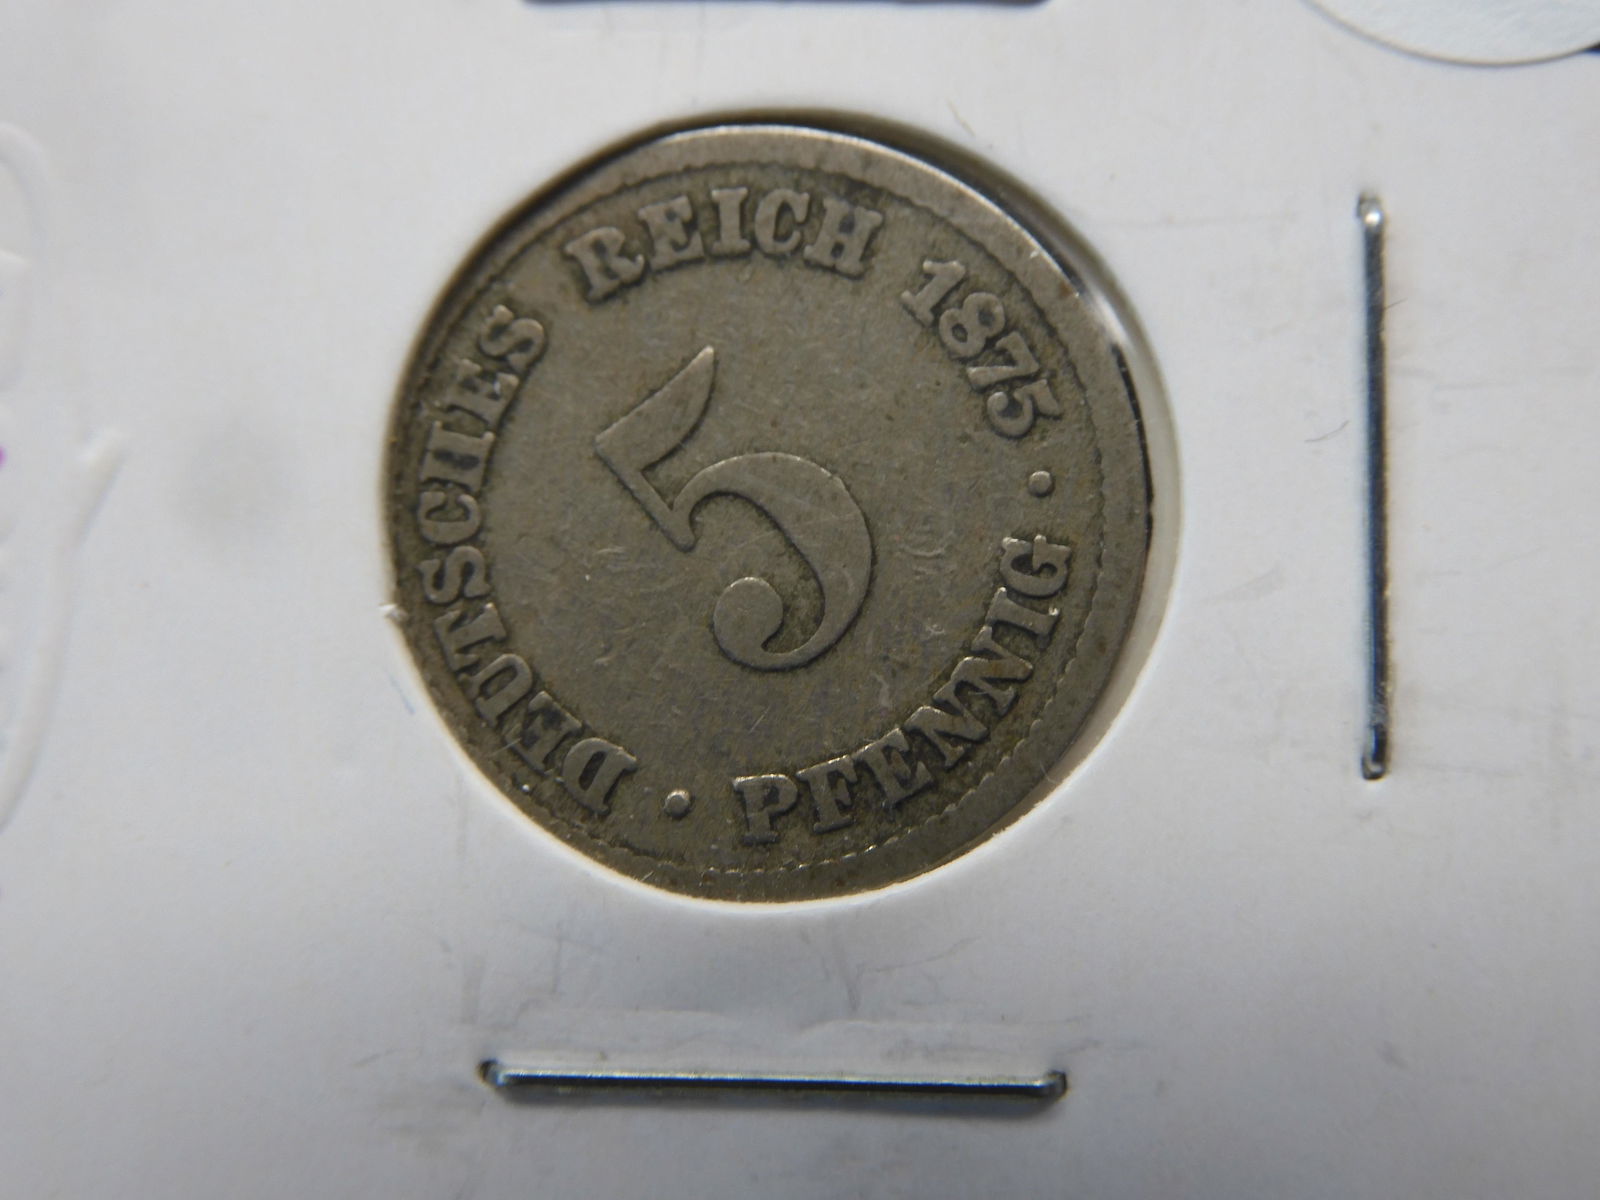 DEUTSCHES REICH 1875 · PFENNIG ·
5